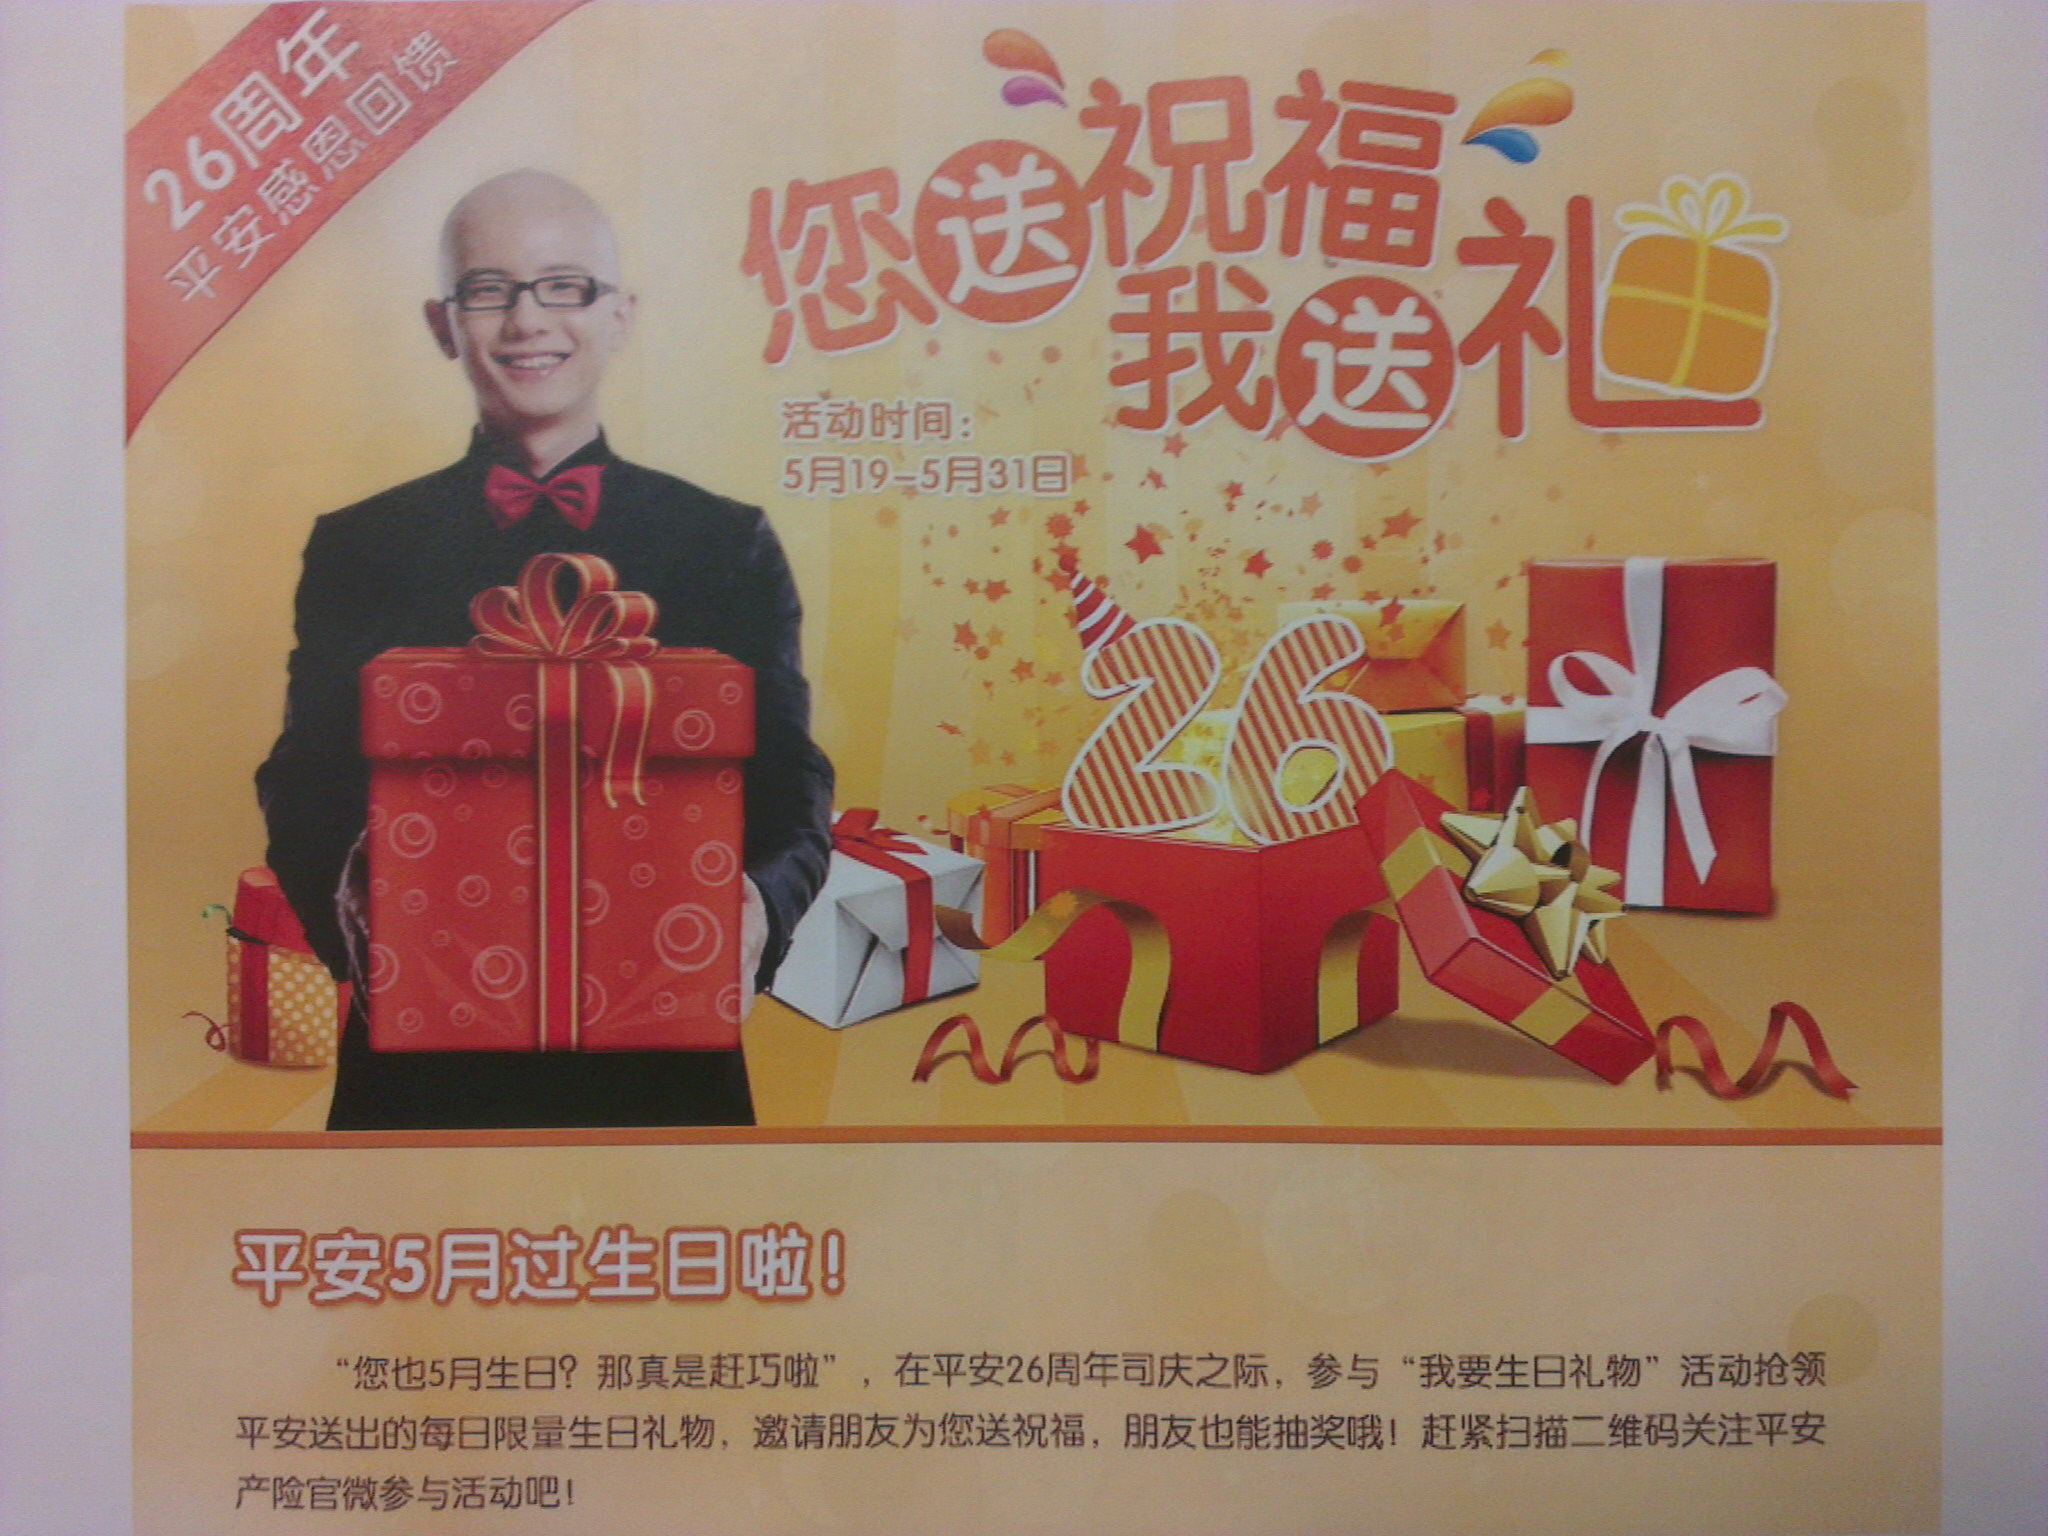 26周年
平安感恩回馈
您送祝福
我送礼
活动时间：
5月19-5月31日
26
平安5月过生日啦！
“您也5月生日？那真是赶巧啦”，在平安26周年司庆之际，参与“我要生日礼物”活动抢领
平安送出的每日限量生日礼物，邀请朋友为您送祝福，朋友也能抽奖哦！赶紧扫描二维码关注平安
产险官微参与活动吧！